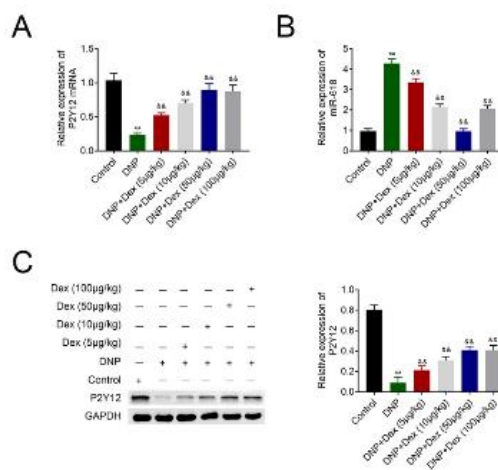 A
Relative expression of
P2Y12 mRNA
1.5
1.0
0.5
0.0
**
&&
&&
&&
&&
Control
DNP
DNP+Dex (5μg/kg)
DNP+Dex (10μg/kg)
DNP+Dex (50μg/kg)
DNP+Dex (100μg/kg)
B
Relative expression of
miR-618
6
4
2
0
**
&&
&&
&&
&&
Control
DNP
DNP+Dex (5μg/kg)
DNP+Dex (10μg/kg)
DNP+Dex (50μg/kg)
DNP+Dex (100μg/kg)
C
Dex (100μg/kg) – – – – – +
Dex (50μg/kg) – – – – + –
Dex (10μg/kg) – – – + – –
Dex (5μg/kg) – – + – – –
DNP – + + + + +
Control + – – – – –
P2Y12
GAPDH
Relative expression of
P2Y12
1.0
0.8
0.6
0.4
0.2
0.0
**
&&
&&
&&
&&
Control
DNP
DNP+Dex (5μg/kg)
DNP+Dex (10μg/kg)
DNP+Dex (50μg/kg)
DNP+Dex (100μg/kg)